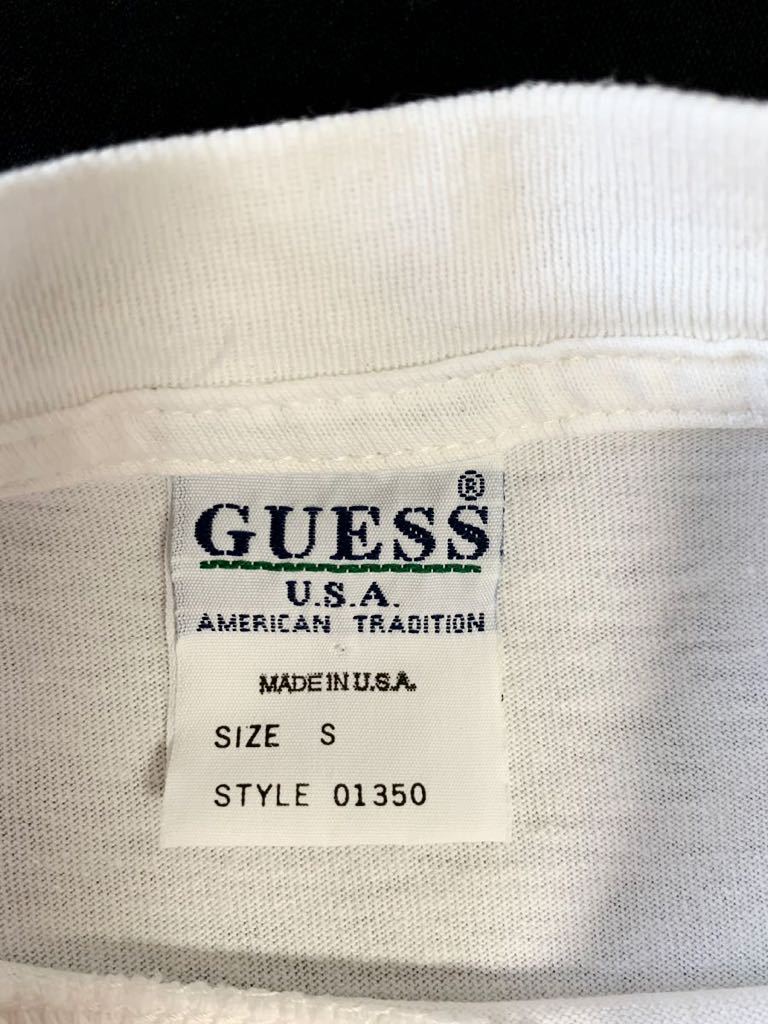 GUESS®
U.S.A.
AMERICAN TRADITION
MADE IN U.S.A.
SIZE S
STYLE 01350